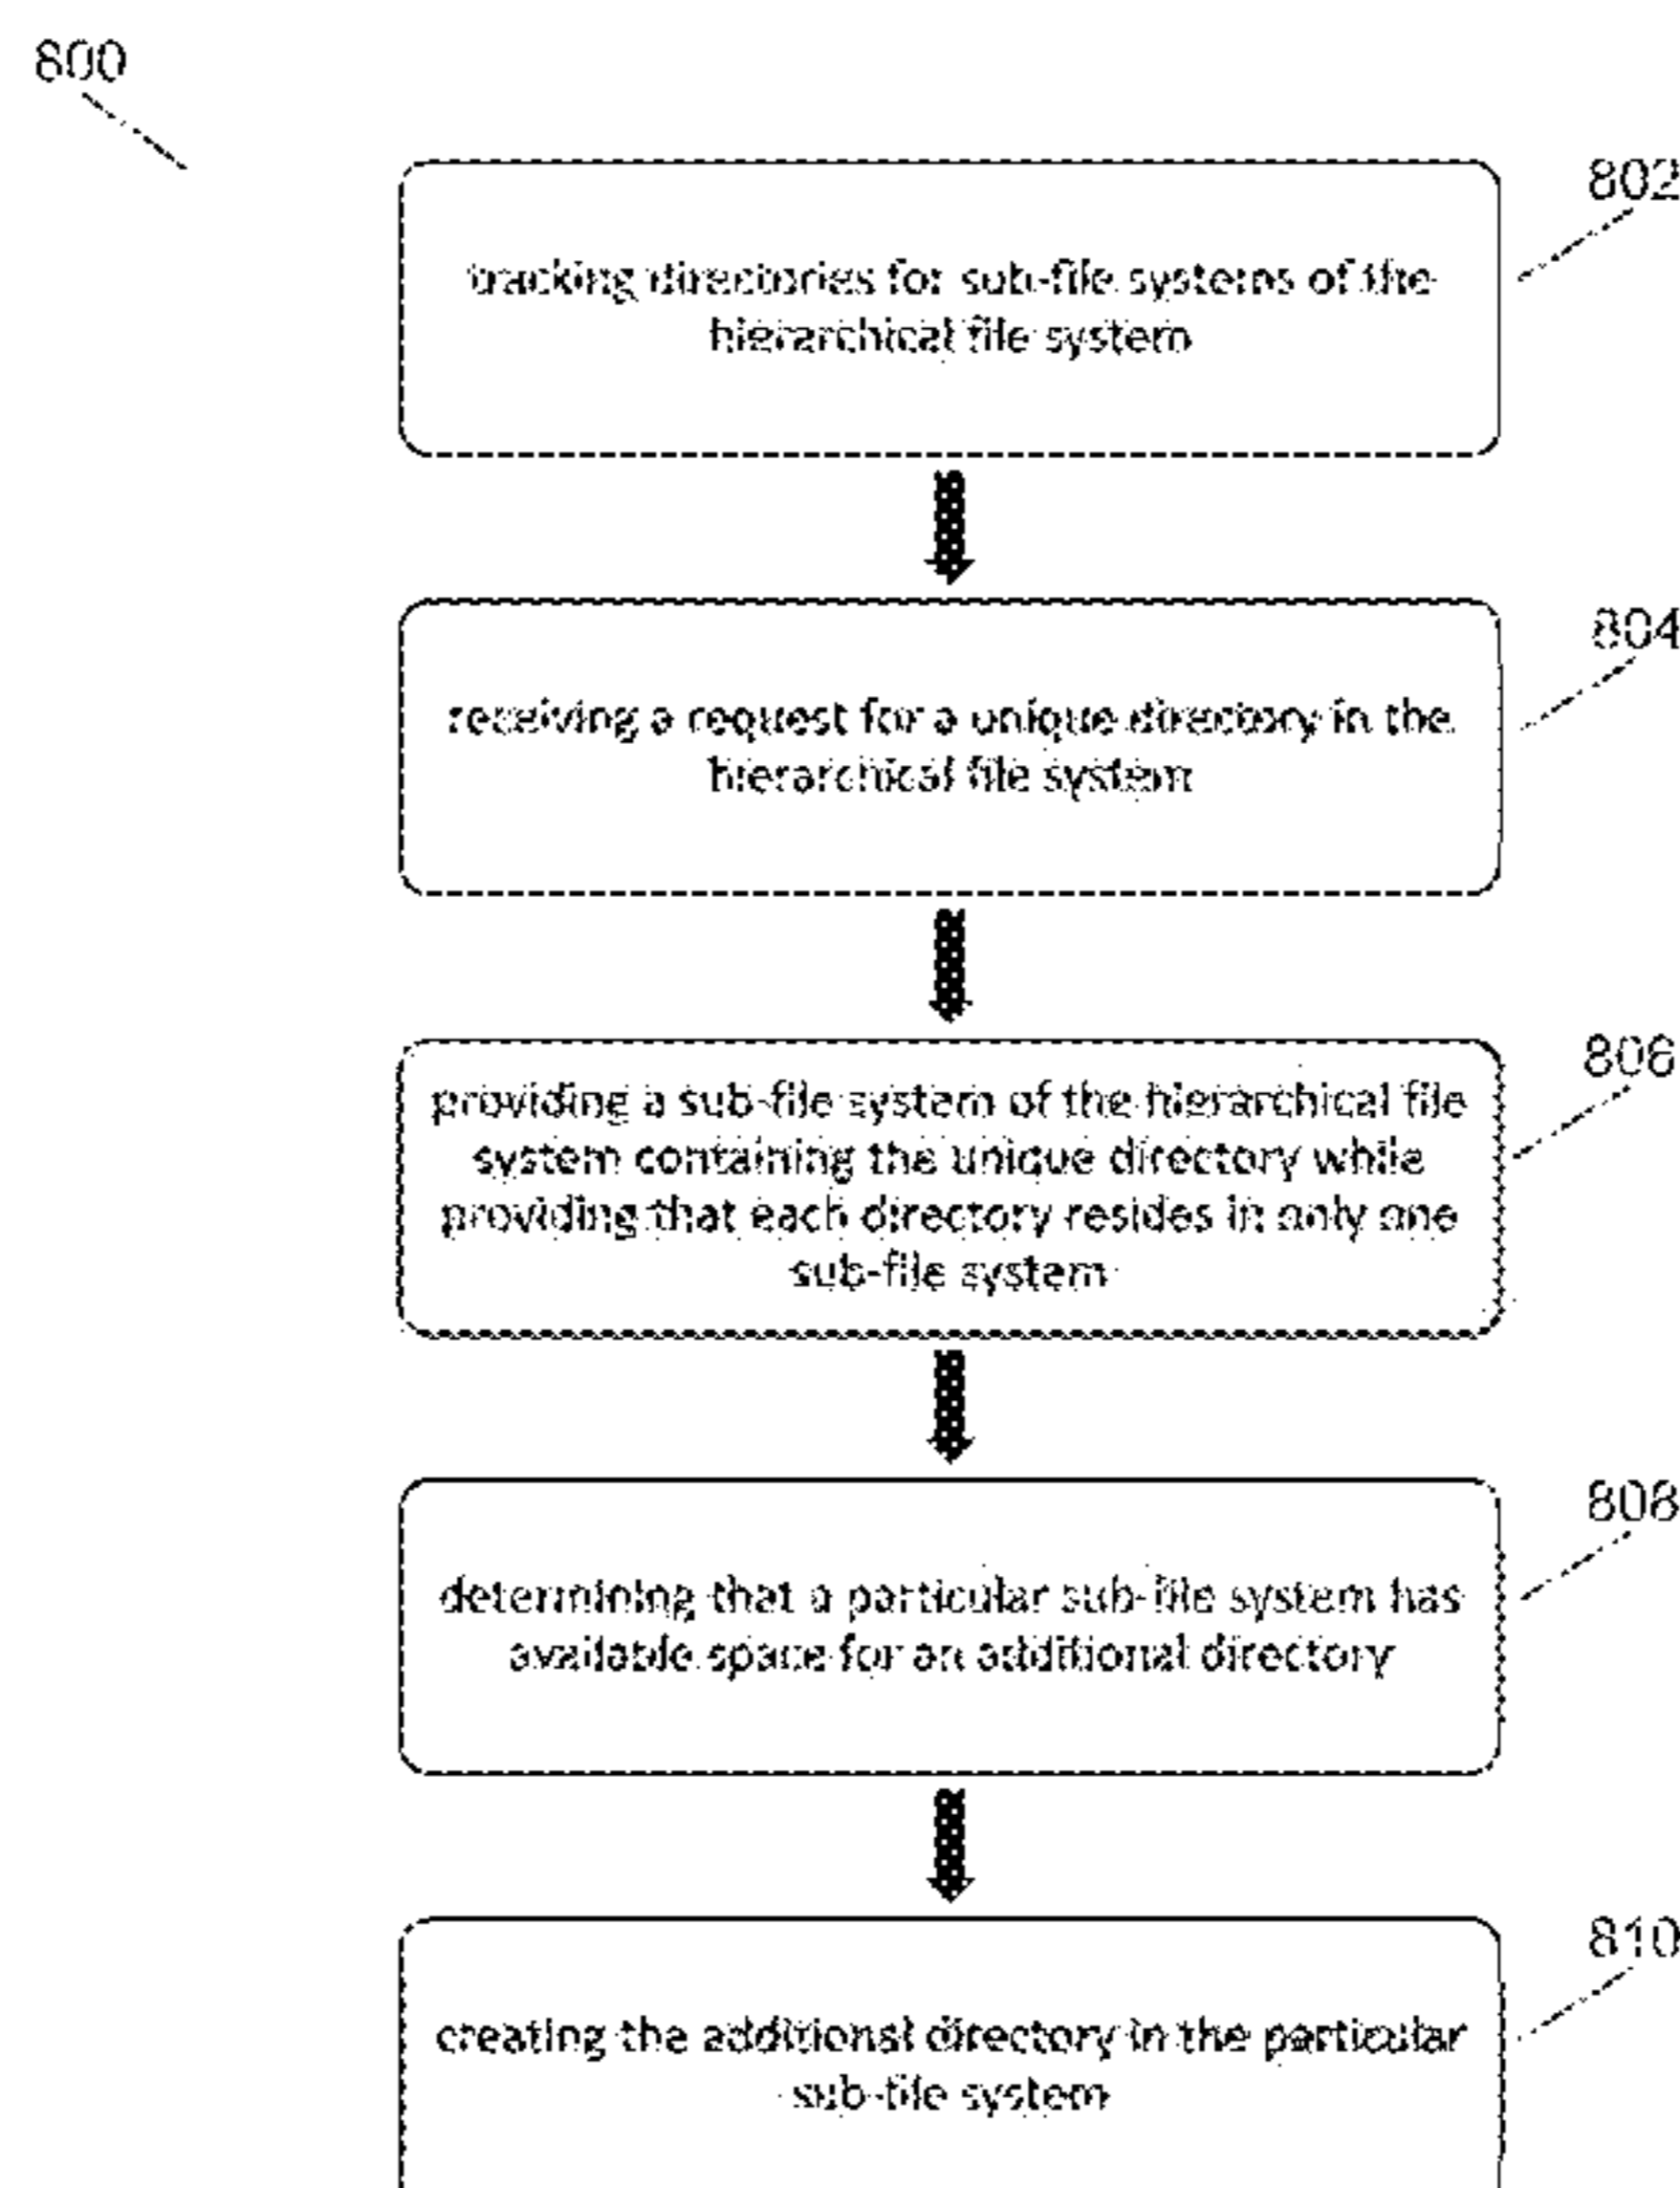 800
802
tracking directories for sub-file systems of the
hierarchical file system
804
receiving a request for a unique directory in the
hierarchical file system
806
providing a sub-file system of the hierarchical file
system containing the unique directory while
providing that each directory resides in only one
sub-file system
808
determining that a particular sub-file system has
available space for an additional directory
810
creating the additional directory in the particular
sub-file system